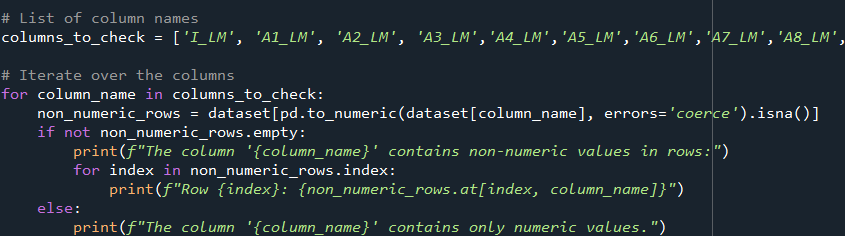 # List of column names
columns_to_check = ['I_LM', 'A1_LM', 'A2_LM', 'A3_LM','A4_LM','A5_LM','A6_LM','A7_LM','A8_LM',
# Iterate over the columns
for column_name in columns_to_check:
    non_numeric_rows = dataset[pd.to_numeric(dataset[column_name], errors='coerce').isna()]
    if not non_numeric_rows.empty:
        print(f"The column '{column_name}' contains non-numeric values in rows:")
        for index in non_numeric_rows.index:
            print(f"Row {index}: {non_numeric_rows.at[index, column_name]}")
    else:
        print(f"The column '{column_name}' contains only numeric values.")